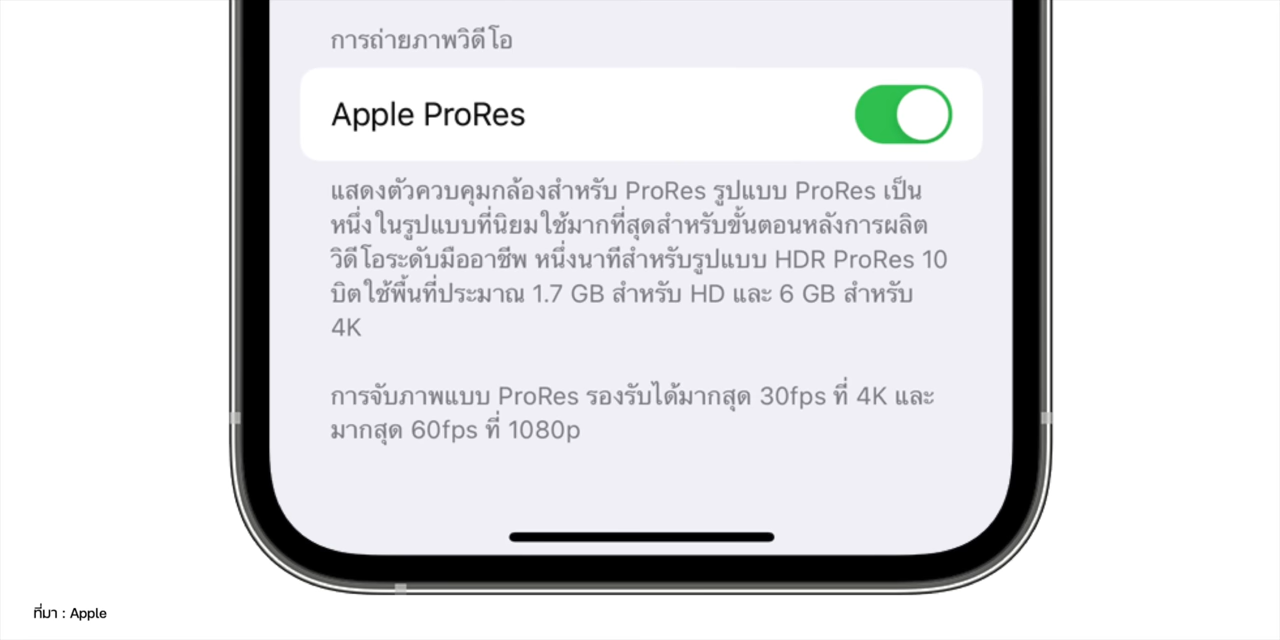 การถ่ายภาพวิดีโอ
Apple ProRes
แสดงตัวควบคุมกล้องสำหรับ ProRes รูปแบบ ProRes เป็น
หนึ่งในรูปแบบที่นิยมใช้มากที่สุดสำหรับขั้นตอนหลังการผลิต
วิดีโอระดับมืออาชีพ หนึ่งนาทีสำหรับรูปแบบ HDR ProRes 10
บิตใช้พื้นที่ประมาณ 1.7 GB สำหรับ HD และ 6 GB สำหรับ
4K
การจับภาพแบบ ProRes รองรับได้มากสุด 30fps ที่ 4K และ
มากสุด 60fps ที่ 1080p
ที่มา : Apple